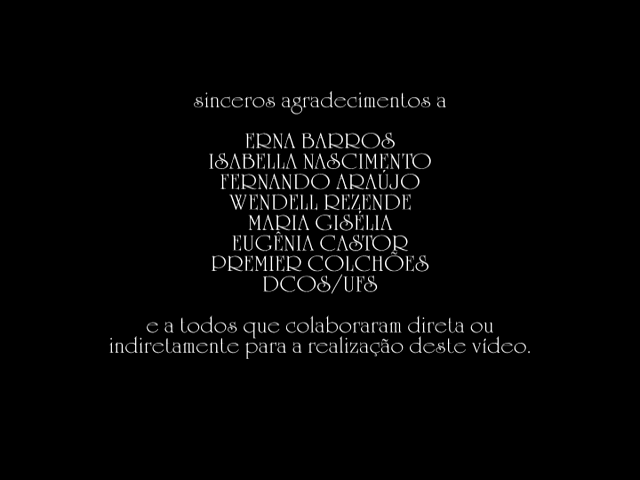 sinceros agradecimentos a
ERNA BARROS
ISABELLA NASCIMENTO
FERNANDO ARAÚJO
WENDELL REZENDE
MARIA GISÉLIA
EUGÊNIA CASTOR
PREMIER COLCHÕES
DCOS/UFS
e a todos que colaboraram direta ou
indiretamente para a realização deste vídeo.